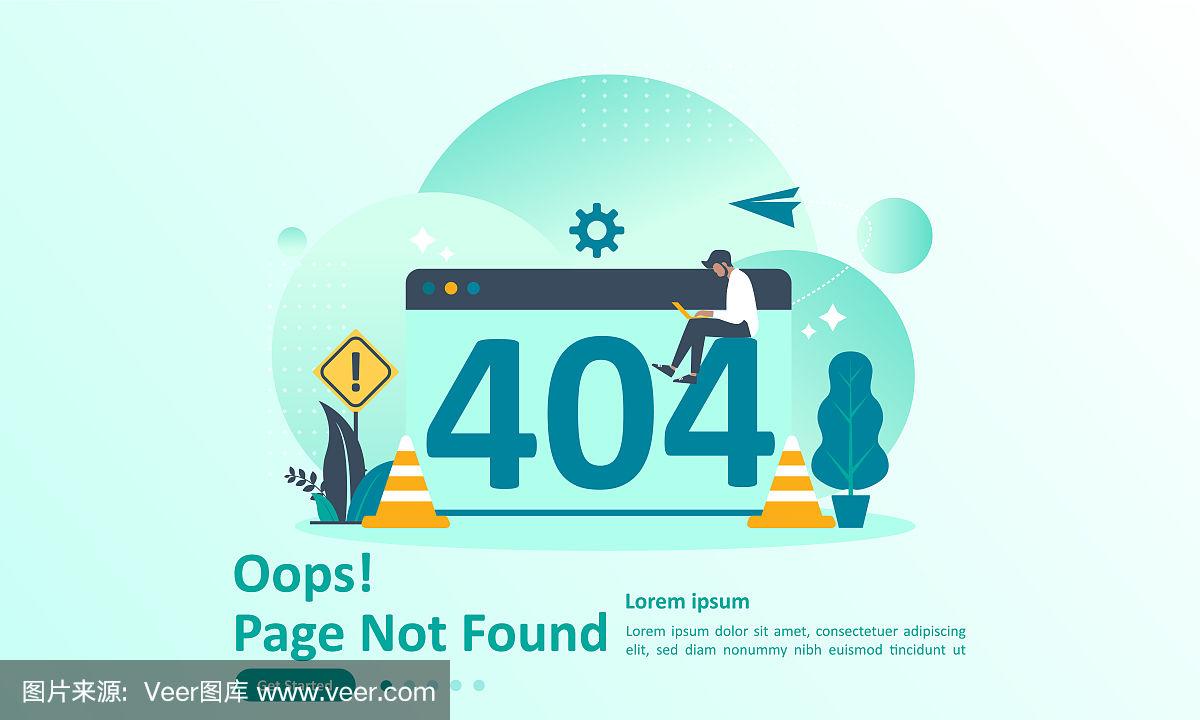 !
404
Oops!
Page Not Found
Lorem ipsum
Lorem ipsum dolor sit amet, consectetuer adipiscing
elit, sed diam nonummy nibh euismod tincidunt ut
Get Started
图片来源: Veer图库 www.veer.com